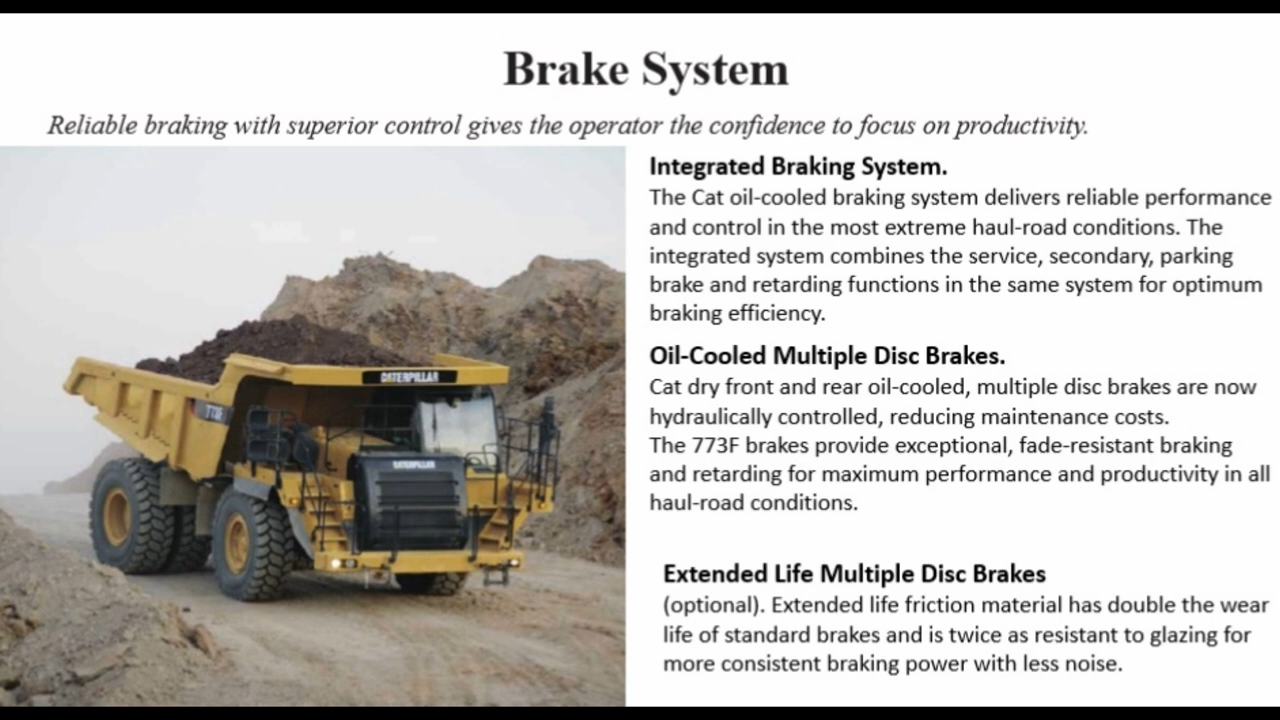 Brake System
Reliable braking with superior control gives the operator the confidence to focus on productivity.
Integrated Braking System.
The Cat oil-cooled braking system delivers reliable performance
and control in the most extreme haul-road conditions. The
integrated system combines the service, secondary, parking
brake and retarding functions in the same system for optimum
braking efficiency.
Oil-Cooled Multiple Disc Brakes.
Cat dry front and rear oil-cooled, multiple disc brakes are now
hydraulically controlled, reducing maintenance costs.
The 773F brakes provide exceptional, fade-resistant braking
and retarding for maximum performance and productivity in all
haul-road conditions.
Extended Life Multiple Disc Brakes
(optional). Extended life friction material has double the wear
life of standard brakes and is twice as resistant to glazing for
more consistent braking power with less noise.
CATERPILLAR
CATERPILLAR